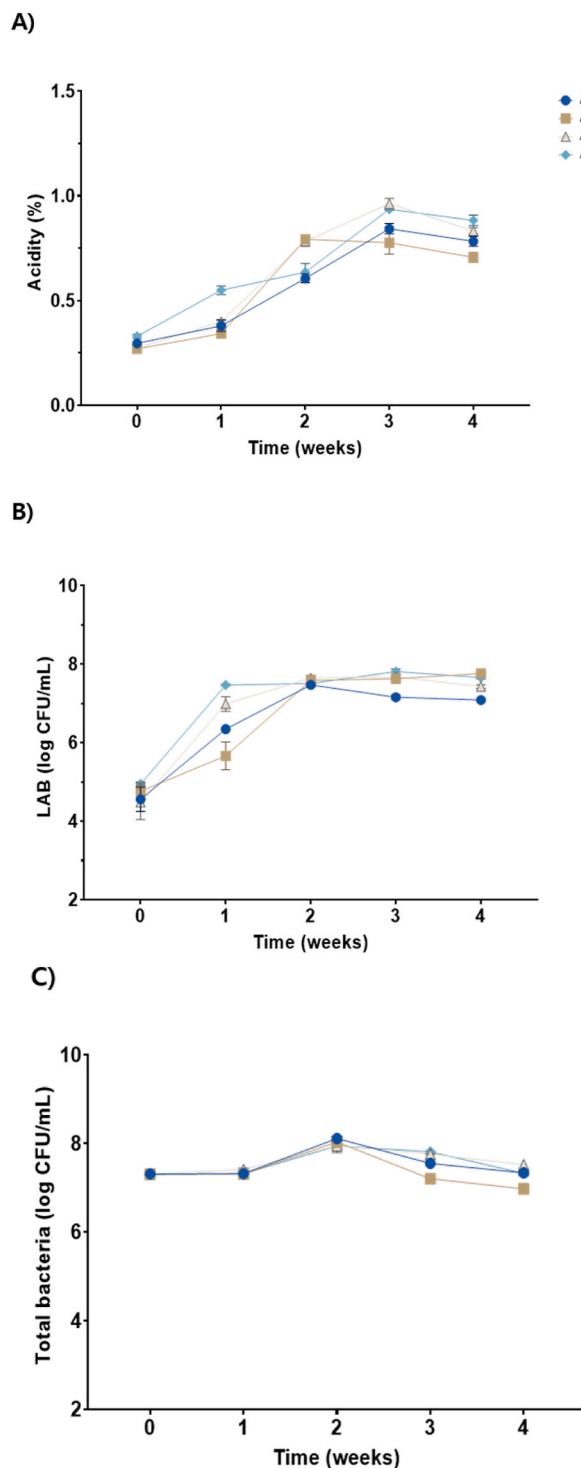 A)
1.5
1.0
0.5
0.0
Acidity (%)
0 1 2 3 4
Time (weeks)
B)
10
8
6
4
2
LAB (log CFU/mL)
0 1 2 3 4
Time (weeks)
C)
10
8
6
4
2
Total bacteria (log CFU/mL)
0 1 2 3 4
Time (weeks)